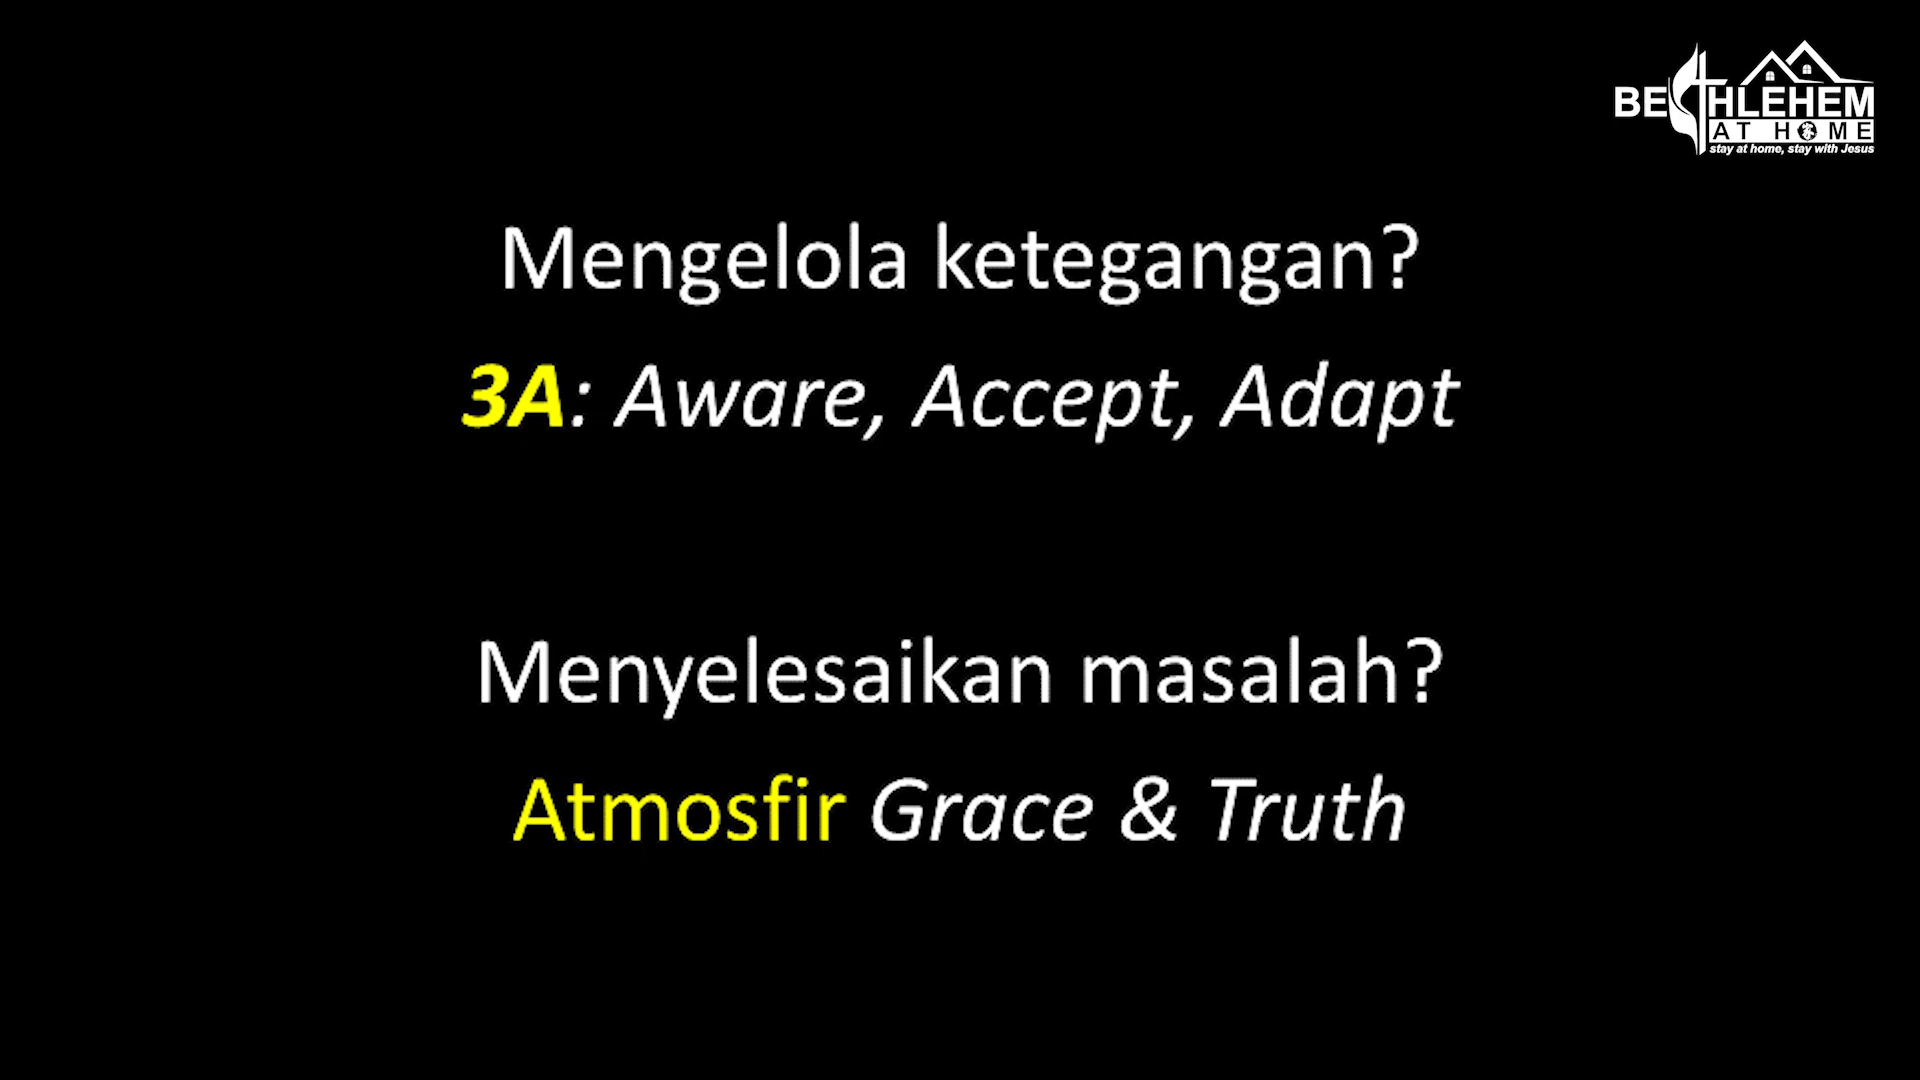 BETHLEHEM
AT HOME
stay at home, stay with Jesus
Mengelola ketegangan?
3A: Aware, Accept, Adapt
Menyelesaikan masalah?
Atmosfir Grace & Truth